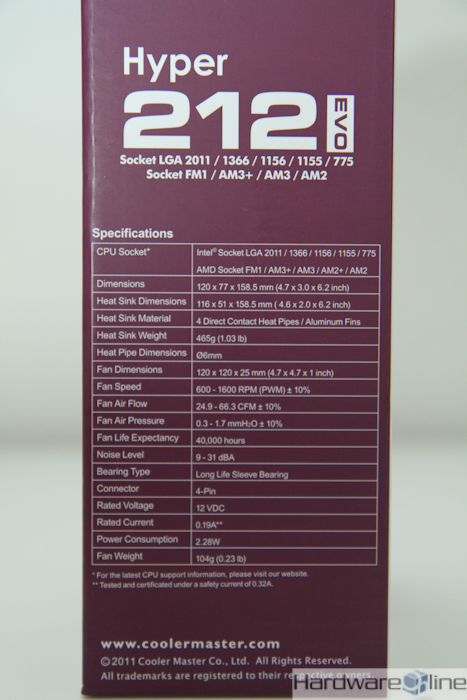 Hyper
212 EVO
Socket LGA 2011 / 1366 / 1156 / 1155 / 775
Socket FM1 / AM3+ / AM3 / AM2
Specifications
CPU Socket* Intel® Socket LGA 2011 / 1366 / 1156 / 1155 / 775
AMD Socket FM1 / AM3+ / AM3 / AM2+ / AM2
Dimensions 120 x 77 x 158.5 mm (4.7 x 3.0 x 6.2 inch)
Heat Sink Dimensions 116 x 51 x 158.5 mm ( 4.6 x 2.0 x 6.2 inch)
Heat Sink Material 4 Direct Contact Heat Pipes / Aluminum Fins
Heat Sink Weight 465g (1.03 lb)
Heat Pipe Dimensions Ø6mm
Fan Dimensions 120 x 120 x 25 mm (4.7 x 4.7 x 1 inch)
Fan Speed 600 - 1600 RPM (PWM) ± 10%
Fan Air Flow 24.9 - 66.3 CFM ± 10%
Fan Air Pressure 0.3 - 1.7 mmH₂O ± 10%
Fan Life Expectancy 40,000 hours
Noise Level 9 - 31 dBA
Bearing Type Long Life Sleeve Bearing
Connector 4-Pin
Rated Voltage 12 VDC
Rated Current 0.19A**
Power Consumption 2.28W
Fan Weight 104g (0.23 lb)
* For the latest CPU support information, please visit our website.
** Tested and certificated under a safety current of 0.32A.
www.coolermaster.com
©2011 Cooler Master Co., Ltd. All Rights Reserved.
All trademarks are registered to their respective owners.
HardwareOnline